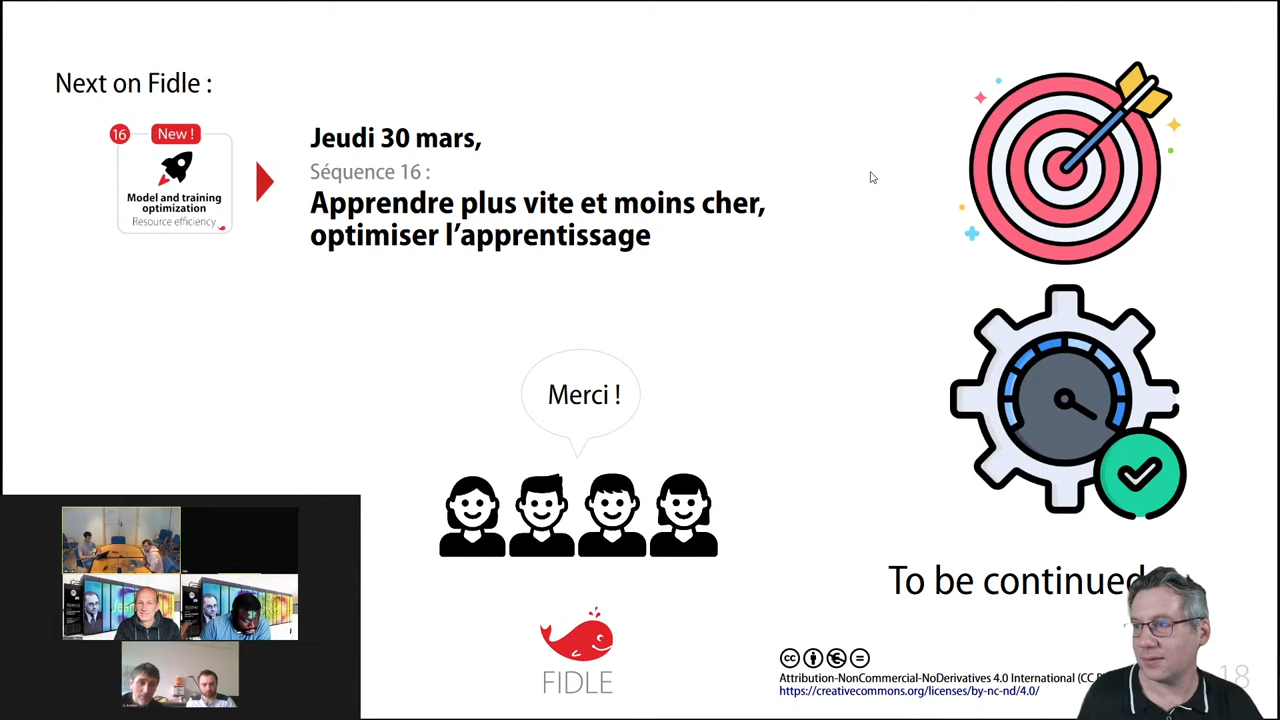 Next on Fidle :
16
New !
Model and training
optimization
Resource efficiency
Jeudi 30 mars,
Séquence 16 :
Apprendre plus vite et moins cher,
optimiser l’apprentissage
Merci !
To be continued
FIDLE
Attribution-NonCommercial-NoDerivatives 4.0 International (CC
https://creativecommons.org/licenses/by-nc-nd/4.0/
18